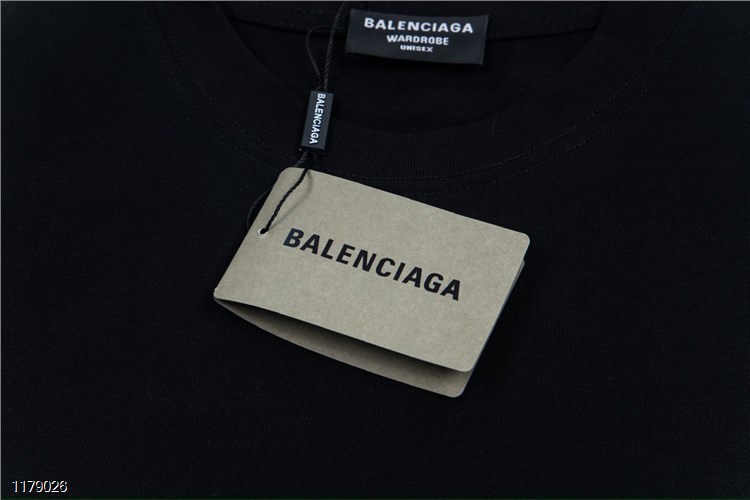 BALENCIAGA
WARDROBE
UNISEX
BALENCIAGA
BALENCIAGA
1179026